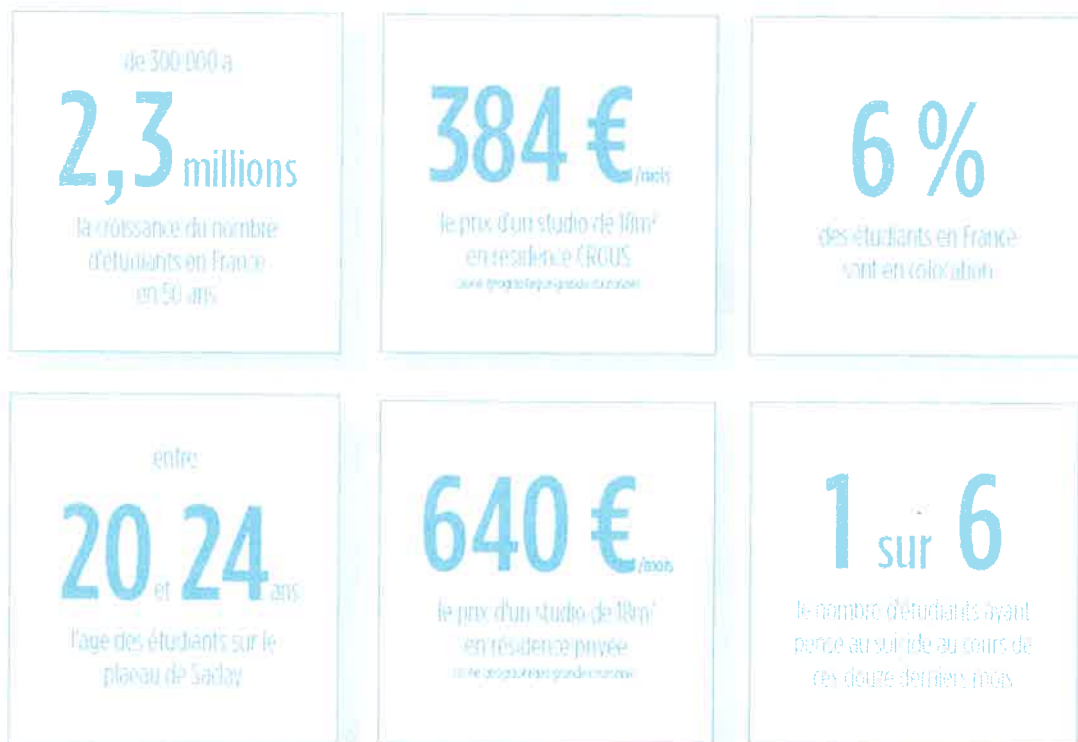 de 300 000 a
2,3 millions
la croissance du nombre
d'étudiants en France
en 50 ans
384 € /mois
le prix d'un studio de 18m²
en residence CROUS
6 %
des étudiants en France
sont en colocation
entre
20 et 24 ans
l'age des étudiants sur le
plateau de Saclay
640 € /mois
le prix d'un studio de 18m²
en résidence privée
1 sur 6
le nombre d'étudiants ayant
pensé au suicide au cours de
ces douze derniers mois